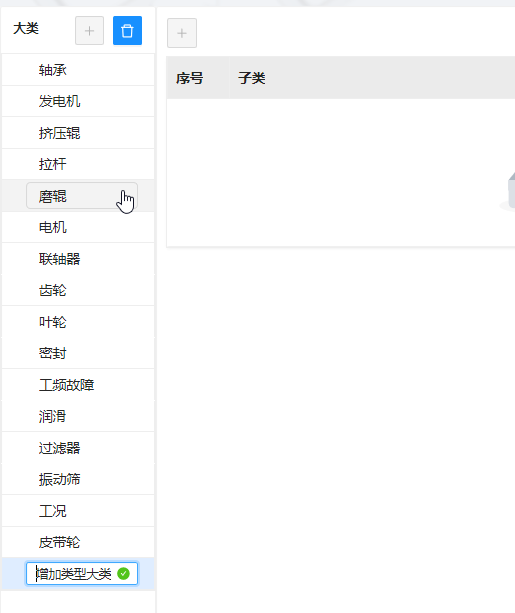 大类
轴承
发电机
挤压辊
拉杆
磨辊
电机
联轴器
齿轮
叶轮
密封
工频故障
润滑
过滤器
振动筛
工况
皮带轮
增加类型大类
序号 子类